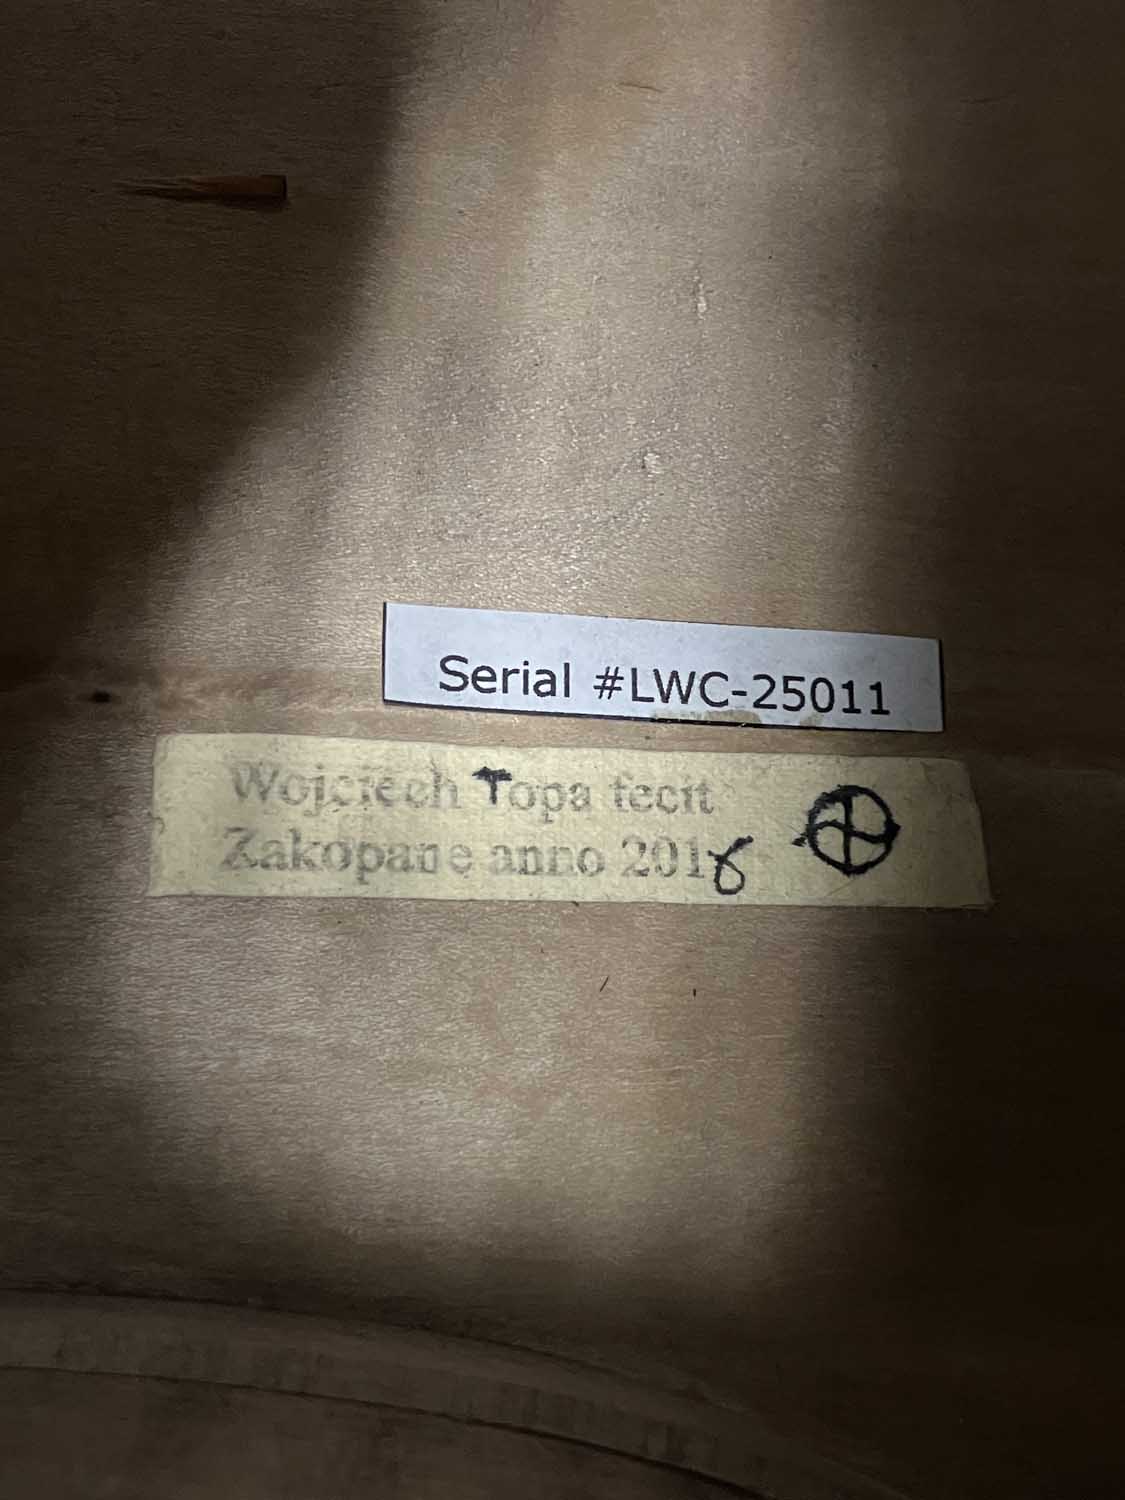 Serial #LWC-25011
Wojciech Topa fecit
Zakopane anno 2018